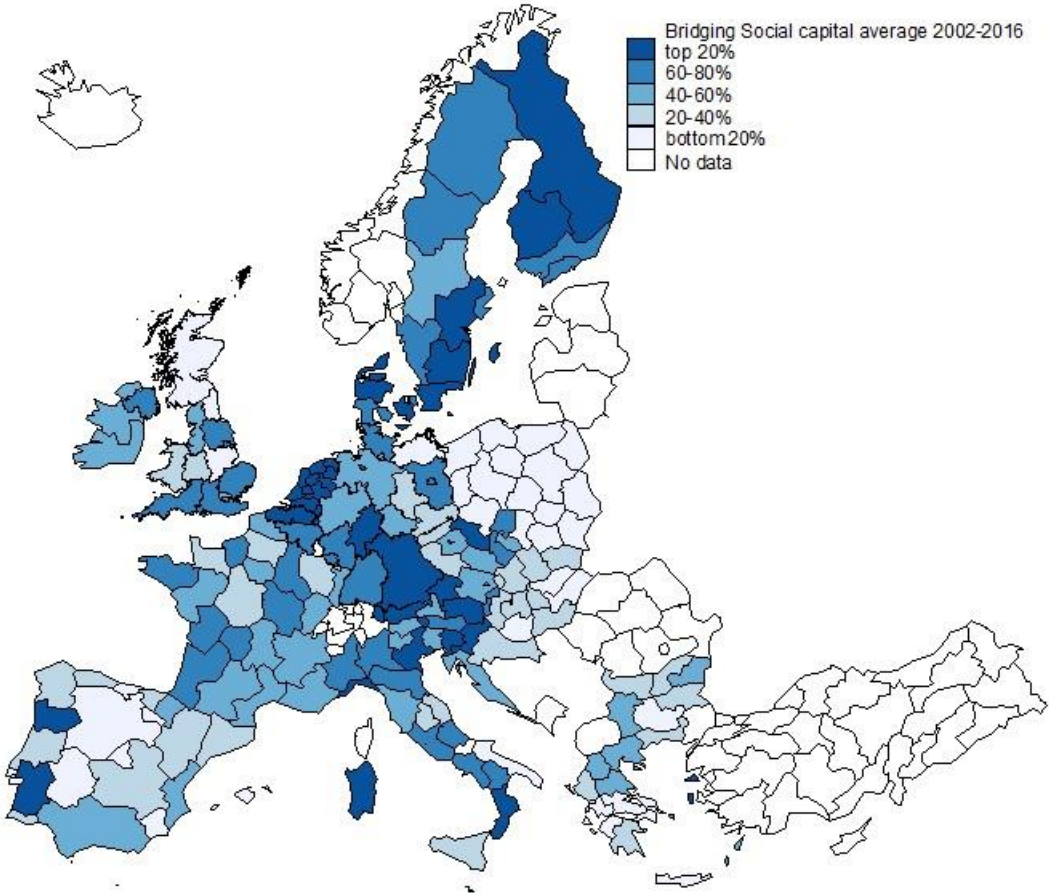 Bridging Social capital average 2002-2016
top 20%
60-80%
40-60%
20-40%
bottom20%
No data